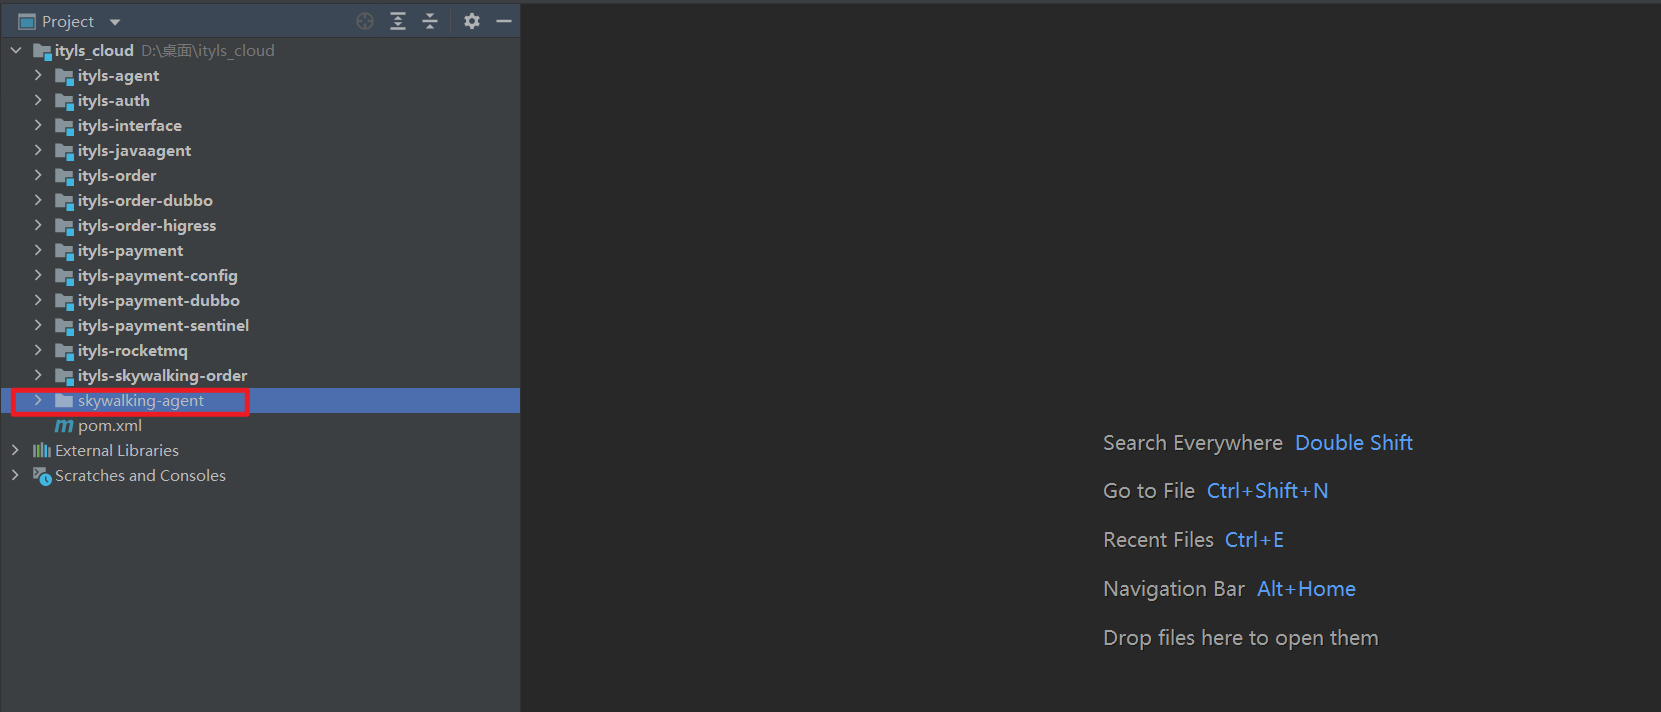 Project
ityls_cloud D:\桌面\ityls_cloud
ityls-agent
ityls-auth
ityls-interface
ityls-javaagent
ityls-order
ityls-order-dubbo
ityls-order-higress
ityls-payment
ityls-payment-config
ityls-payment-dubbo
ityls-payment-sentinel
ityls-rocketmq
ityls-skywalking-order
skywalking-agent
pom.xml
External Libraries
Scratches and Consoles
Search Everywhere Double Shift
Go to File Ctrl+Shift+N
Recent Files Ctrl+E
Navigation Bar Alt+Home
Drop files here to open them